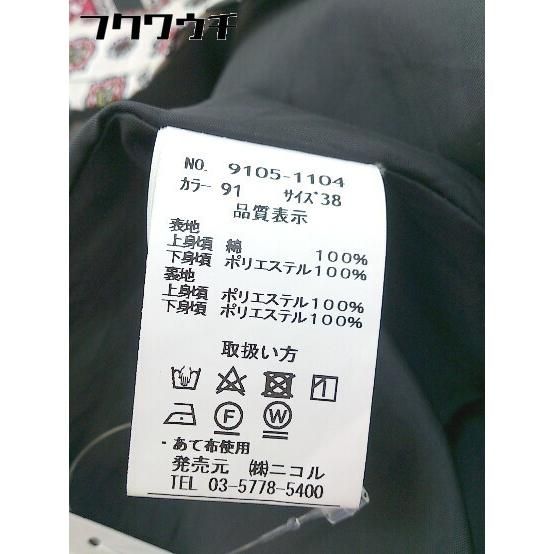 フクワウチ
NO. 9105-1104
カラー 91 サイズ 38
品質表示
表地
上身頃 綿 100%
下身頃 ポリエステル100%
裏地
上身頃 ポリエステル100%
下身頃 ポリエステル100%
取扱い方
F W
・あて布使用
発売元 ㈱ニコル
TEL 03-5778-5400